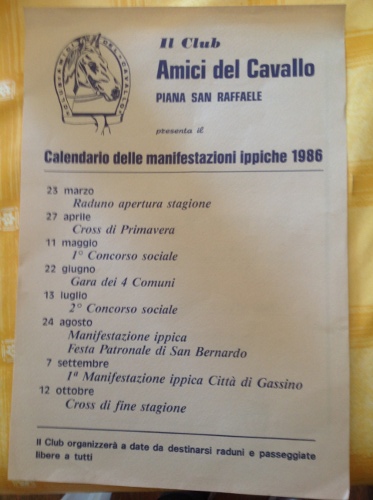 Il Club
Amici del Cavallo
PIANA SAN RAFFAELE
presenta il
Calendario delle manifestazioni ippiche 1986
23 marzo
Raduno apertura stagione
27 aprile
Cross di Primavera
11 maggio
1° Concorso sociale
22 giugno
Gara dei 4 Comuni
13 luglio
2° Concorso sociale
24 agosto
Manifestazione ippica
Festa Patronale di San Bernardo
7 settembre
1ª Manifestazione ippica Città di Gassino
12 ottobre
Cross di fine stagione
Il Club organizzerà a date da destinarsi raduni e passeggiate
libere a tutti